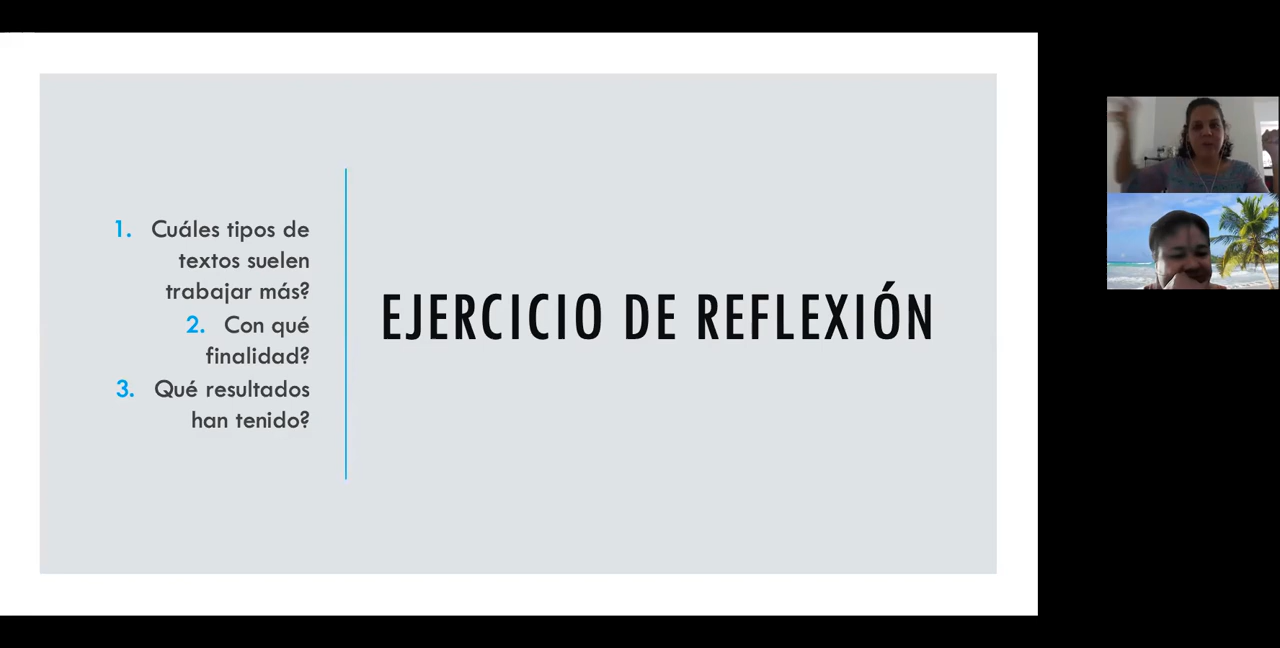 1. Cuáles tipos de
textos suelen
trabajar más?
2. Con qué
finalidad?
3. Qué resultados
han tenido?
EJERCICIO DE REFLEXIÓN